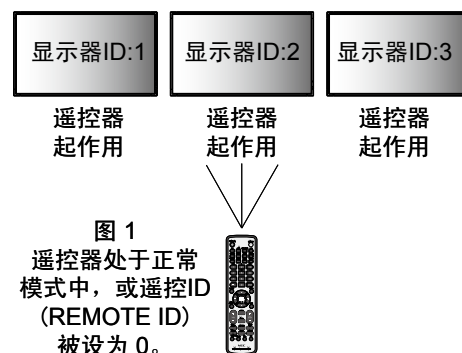 显示器ID:1 显示器ID:2 显示器ID:3
遥控器 遥控器 遥控器
起作用 起作用 起作用
图 1
遥控器处于正常
模式中，或遥控ID
(REMOTE ID)
被设为 0。